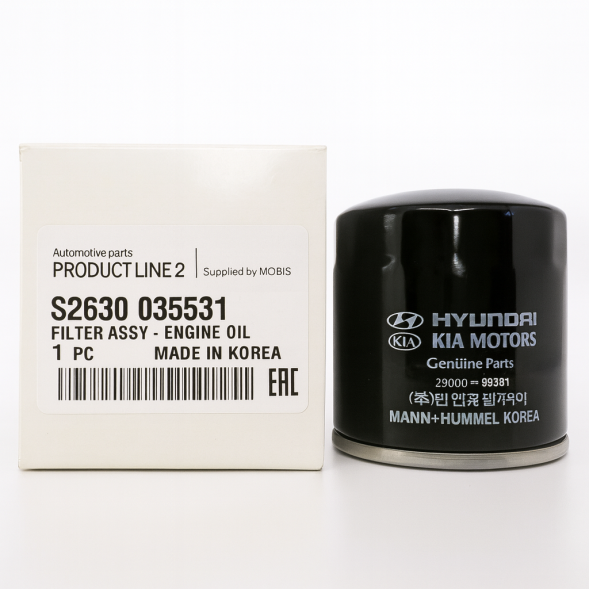 Automotive parts
PRODUCT LINE 2
Supplied by MOBIS
S2630 035531
FILTER ASSY - ENGINE OIL
1 PC MADE IN KOREA
EAC
HYUNDAI
KIA KIA MOTORS
Genüine Parts
29000 99381
MANN+HUMMEL KOREA